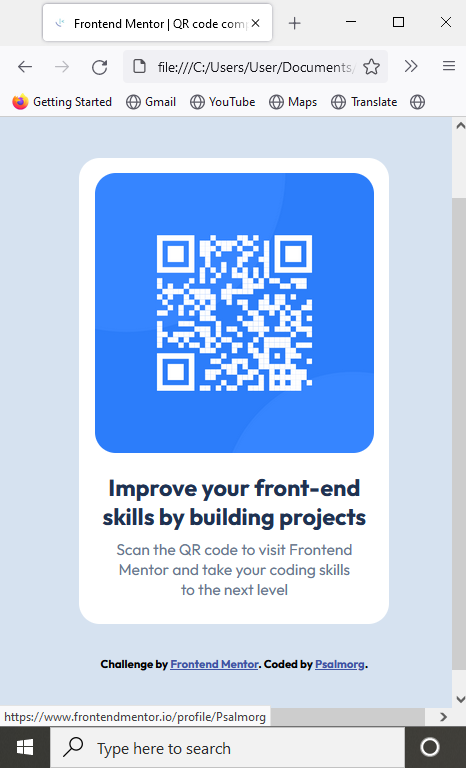 Frontend Mentor | QR code com
file:///C:/Users/User/Documents/
Getting Started Gmail YouTube Maps Translate
Improve your front-end
skills by building projects
Scan the QR code to visit Frontend
Mentor and take your coding skills
to the next level
Challenge by Frontend Mentor. Coded by Psalmorg.
https://www.frontendmentor.io/profile/Psalmorg
Type here to search